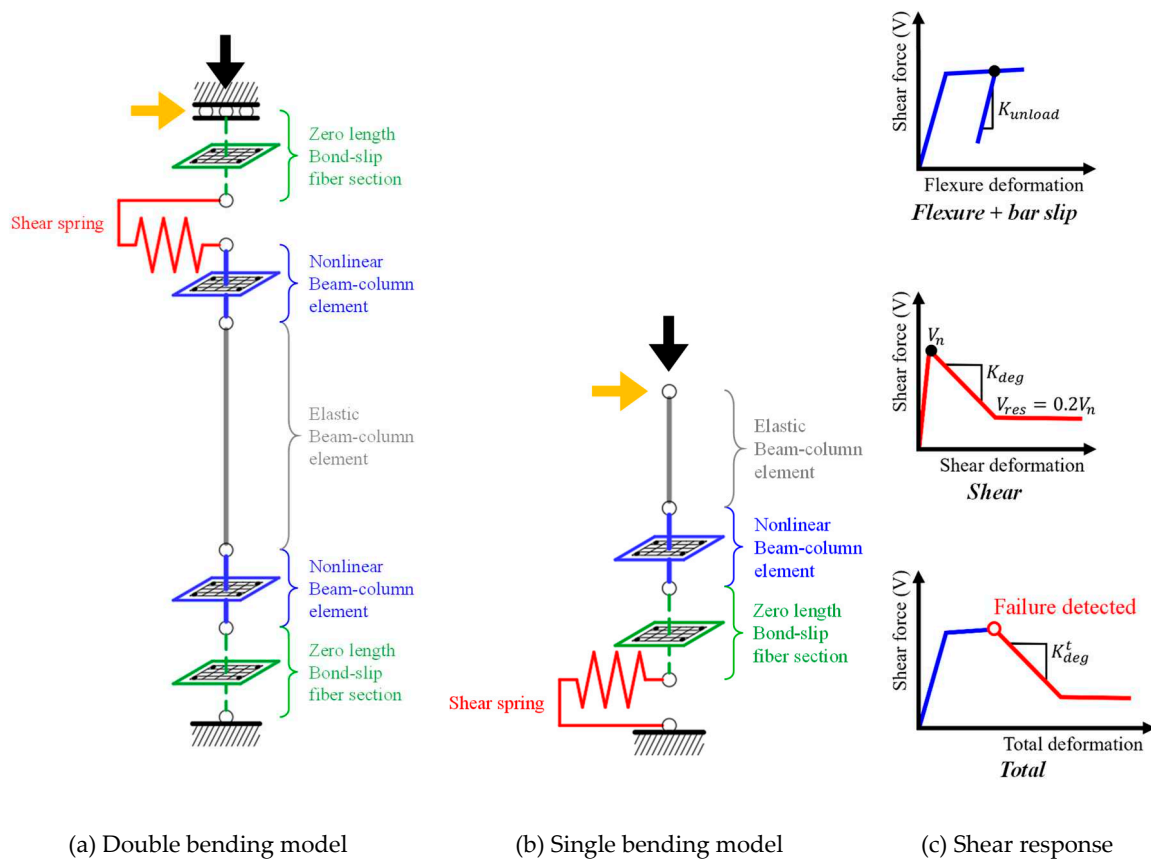 Zero length
Bond-slip
fiber section
Shear spring
Nonlinear
Beam-column
element
Elastic
Beam-column
element
Nonlinear
Beam-column
element
Zero length
Bond-slip
fiber section
(a) Double bending model
Elastic
Beam-column
element
Nonlinear
Beam-column
element
Zero length
Bond-slip
fiber section
Shear spring
(b) Single bending model
Shear force (V)
K_unload
Flexure deformation
Flexure + bar slip
Shear force (V)
V_n
K_deg
V_res = 0.2V_n
Shear deformation
Shear
Shear force (V)
Failure detected
K^t_deg
Total deformation
Total
(c) Shear response